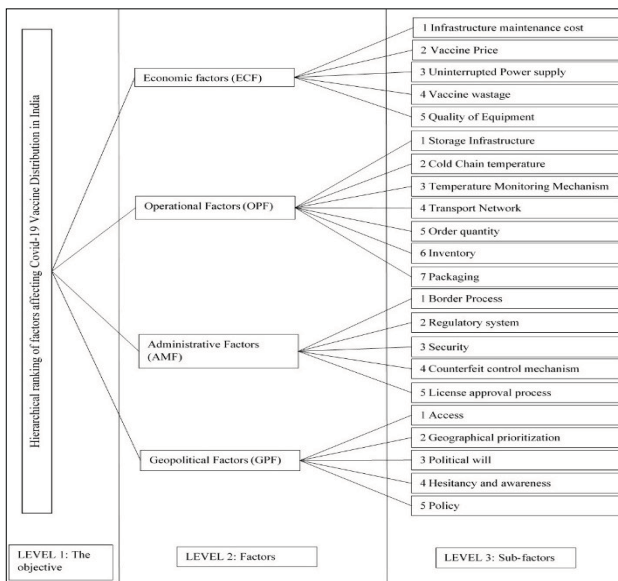 Hierarchical ranking of factors affecting Covid-19 Vaccine Distribution in India
Economic factors (ECF)
1 Infrastructure maintenance cost
2 Vaccine Price
3 Uninterrupted Power supply
4 Vaccine wastage
5 Quality of Equipment
Operational Factors (OPF)
1 Storage Infrastructure
2 Cold Chain temperature
3 Temperature Monitoring Mechanism
4 Transport Network
5 Order quantity
6 Inventory
7 Packaging
Administrative Factors
(AMF)
1 Border Process
2 Regulatory system
3 Security
4 Counterfeit control mechanism
5 License approval process
Geopolitical Factors (GPF)
1 Access
2 Geographical prioritization
3 Political will
4 Hesitancy and awareness
5 Policy
LEVEL 1: The
objective
LEVEL 2: Factors
LEVEL 3: Sub-factors